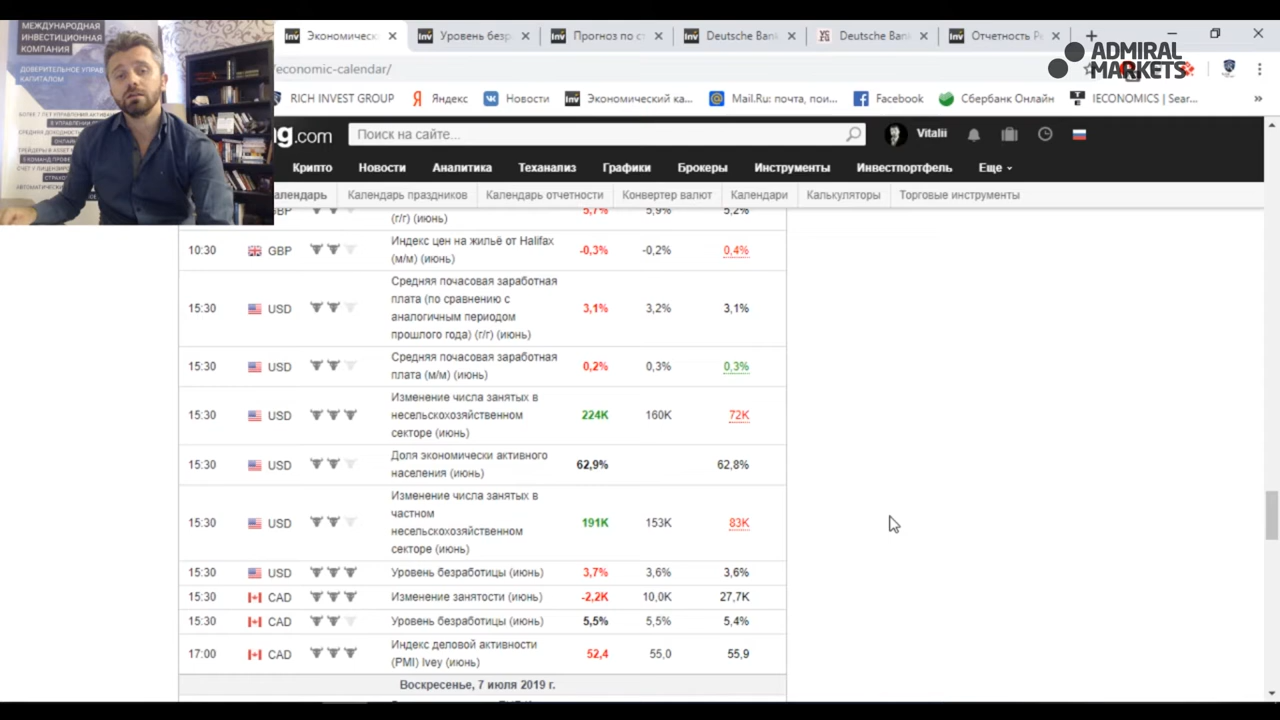 МЕЖДУНАРОДНАЯ
ИНВЕСТИЦИОННАЯ
КОМПАНИЯ
ДОВЕРИТЕЛЬНОЕ УПРАВ
КАПИТАЛОМ
Экономическ
Уровень безр
Прогноз по с
Deutsche Ban
Deutsche Ban
Отчетность
ADMIRAL
MARKETS
/economic-calendar/
RICH INVEST GROUP
Яндекс
Новости
Экономический ка...
Mail.Ru: почта, пои...
Facebook
Сбербанк Онлайн
IECONOMICS | Sear...
»
g.com
Поиск на сайте...
Vitalii
Крипто Новости Аналитика Теханализ Графики Брокеры Инструменты Инвестпортфель Еще
алендарь Календарь праздников Календарь отчетности Конвертер валют Календари Калькуляторы Торговые инструменты
GBP (г/г) (июнь) 5,7% 5,9% 5,2%
10:30 GBP Индекс цен на жильё от Halifax -0,3% -0,2% 0,4%
(м/м) (июнь)
Средняя почасовая заработная
плата (по сравнению с
15:30 USD аналогичным периодом 3,1% 3,2% 3,1%
прошлого года) (г/г) (июнь)
15:30 USD Средняя почасовая заработная 0,2% 0,3% 0,3%
плата (м/м) (июнь)
Изменение числа занятых в
15:30 USD несельскохозяйственном 224K 160K 72K
секторе (июнь)
15:30 USD Доля экономически активного 62,9% 62,8%
населения (июнь)
Изменение числа занятых в
частном
15:30 USD несельскохозяйственном 191K 153K 83K
секторе (июнь)
15:30 USD Уровень безработицы (июнь) 3,7% 3,6% 3,6%
15:30 CAD Изменение занятости (июнь) -2,2K 10,0K 27,7K
15:30 CAD Уровень безработицы (июнь) 5,5% 5,5% 5,4%
17:00 CAD Индекс деловой активности 52,4 55,0 55,9
(PMI) Ivey (июнь)
Воскресенье, 7 июля 2019 г.